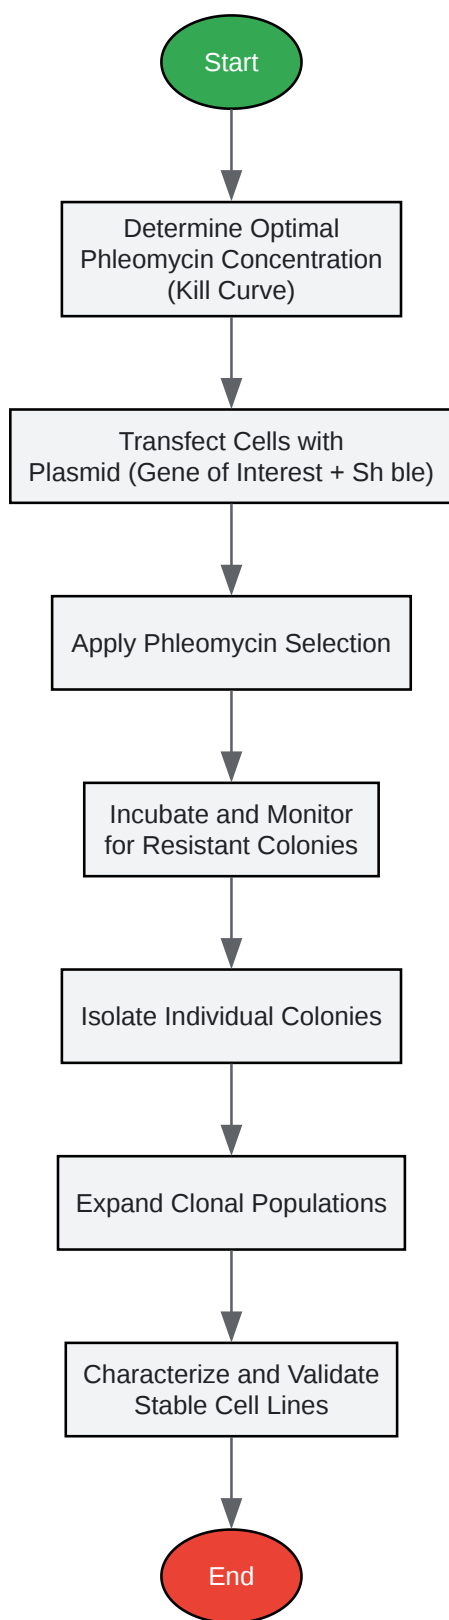 Start
Determine Optimal
Phleomycin Concentration
(Kill Curve)
Transfect Cells with
Plasmid (Gene of Interest + Sh ble)
Apply Phleomycin Selection
Incubate and Monitor
for Resistant Colonies
Isolate Individual Colonies
Expand Clonal Populations
Characterize and Validate
Stable Cell Lines
End